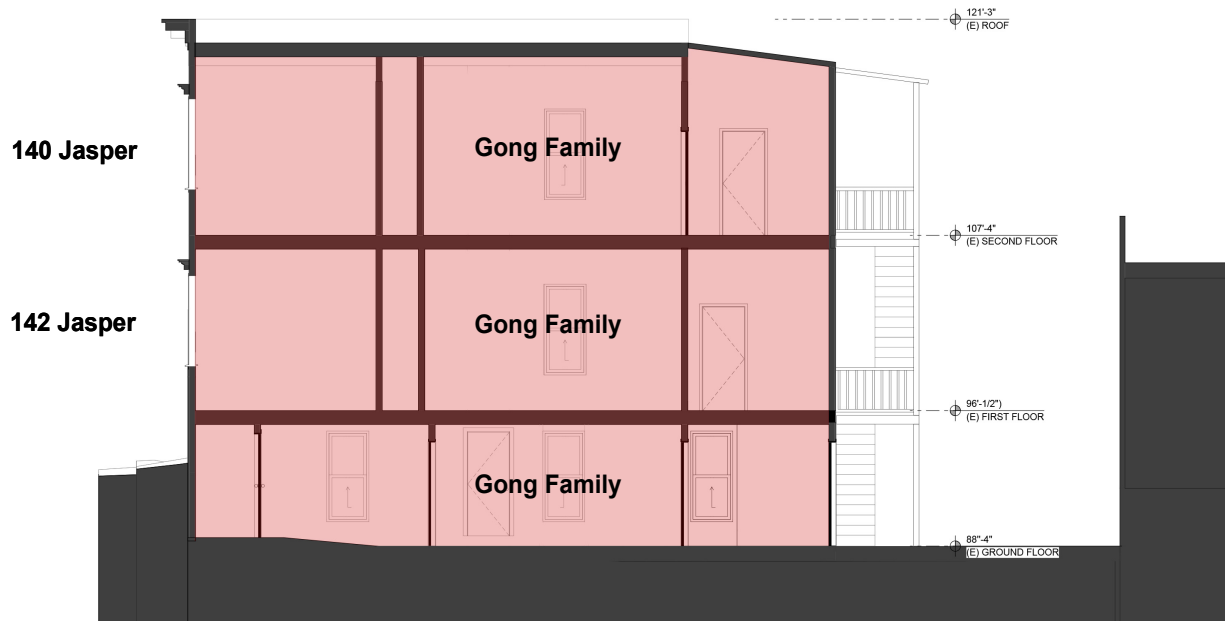 121'-3"
(E) ROOF
140 Jasper
Gong Family
107'-4"
(E) SECOND FLOOR
142 Jasper
Gong Family
96'-1/2")
(E) FIRST FLOOR
Gong Family
88"-4"
(E) GROUND FLOOR